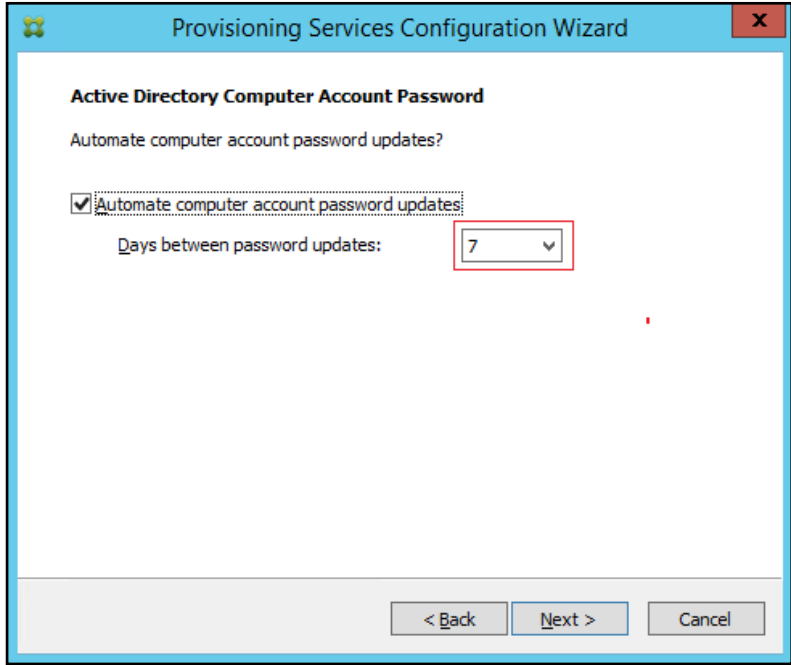 Provisioning Services Configuration Wizard
x
Active Directory Computer Account Password
Automate computer account password updates?
Automate computer account password updates
Days between password updates: 7
< Back Next > Cancel